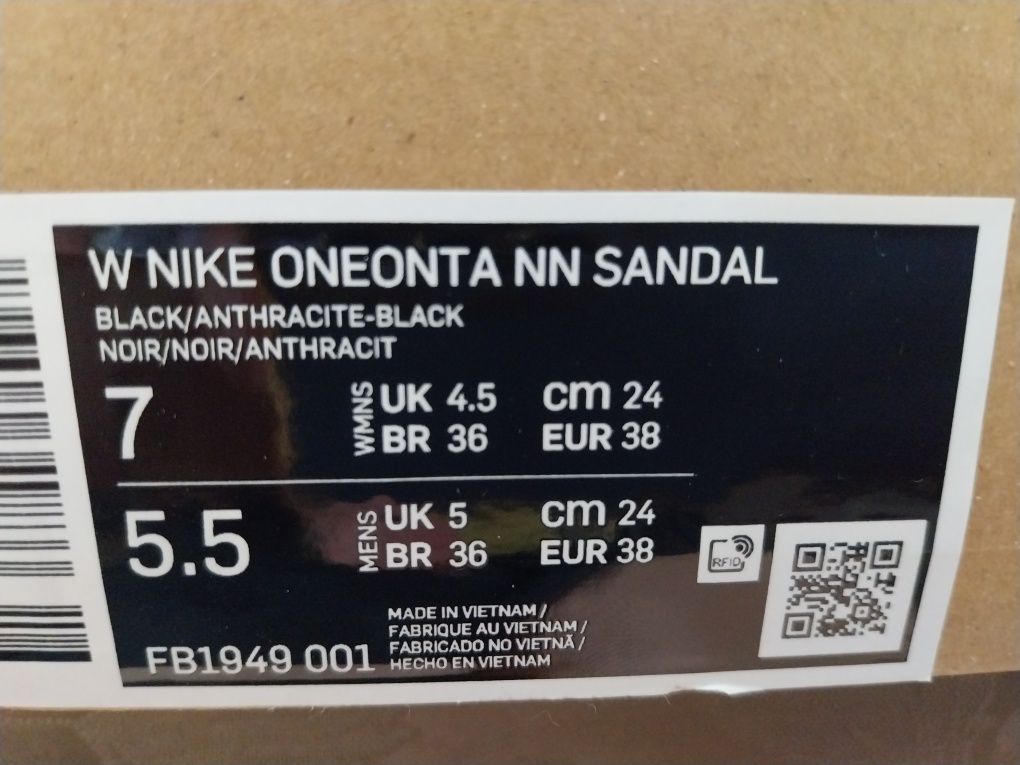 W NIKE ONEONTA NN SANDAL
BLACK/ANTHRACITE-BLACK
NOIR/NOIR/ANTHRACIT
7 WMNS UK 4.5 cm 24
BR 36 EUR 38
5.5 MENS UK 5 cm 24
BR 36 EUR 38
RFID
MADE IN VIETNAM /
FABRIQUE AU VIETNAM /
FABRICADO NO VIETNÃ /
HECHO EN VIETNAM
FB1949 001